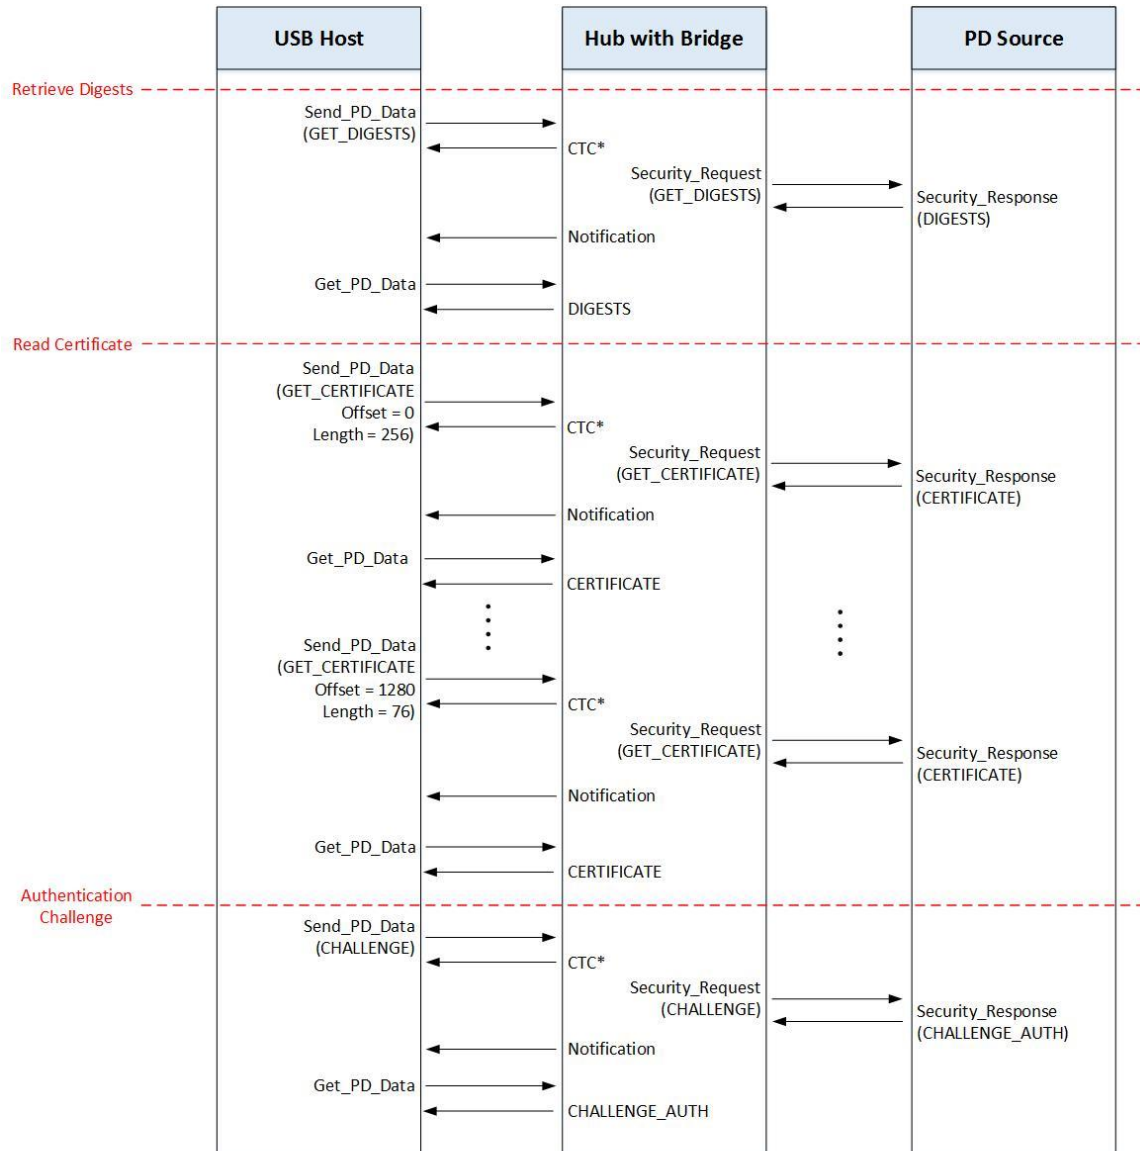 USB Host
Hub with Bridge
PD Source
Retrieve Digests
Send_PD_Data
(GET_DIGESTS)
CTC*
Security_Request
(GET_DIGESTS)
Security_Response
(DIGESTS)
Notification
Get_PD_Data
DIGESTS
Read Certificate
Send_PD_Data
(GET_CERTIFICATE
Offset = 0
Length = 256)
CTC*
Security_Request
(GET_CERTIFICATE)
Security_Response
(CERTIFICATE)
Notification
Get_PD_Data
CERTIFICATE
Send_PD_Data
(GET_CERTIFICATE
Offset = 1280
Length = 76)
CTC*
Security_Request
(GET_CERTIFICATE)
Security_Response
(CERTIFICATE)
Notification
Get_PD_Data
CERTIFICATE
Authentication
Challenge
Send_PD_Data
(CHALLENGE)
CTC*
Security_Request
(CHALLENGE)
Security_Response
(CHALLENGE_AUTH)
Notification
Get_PD_Data
CHALLENGE_AUTH